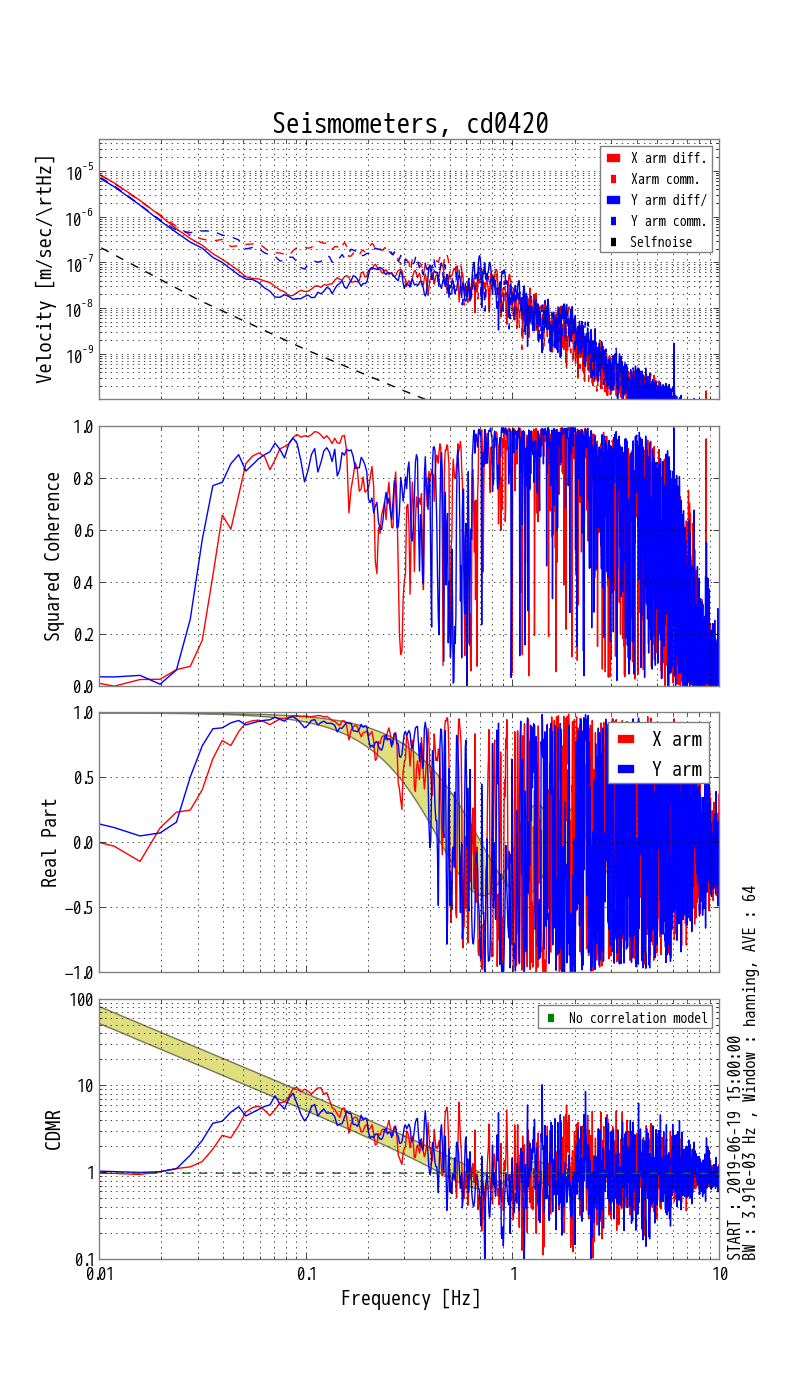 Seismometers, cd0420
Velocity [m/sec/\rtHz]
10^-5
10^-6
10^-7
10^-8
10^-9
X arm diff.
Xarm comm.
Y arm diff/
Y arm comm.
Selfnoise
Squared Coherence
1.0
0.8
0.6
0.4
0.2
0.0
Real Part
1.0
0.5
0.0
−0.5
−1.0
X arm
Y arm
CDMR
100
10
1
0.1
No correlation model
0.01
0.1
1
10
Frequency [Hz]
START : 2019-06-19 15:00:00
BW : 3.91e-03 Hz , Window : hanning, AVE : 64